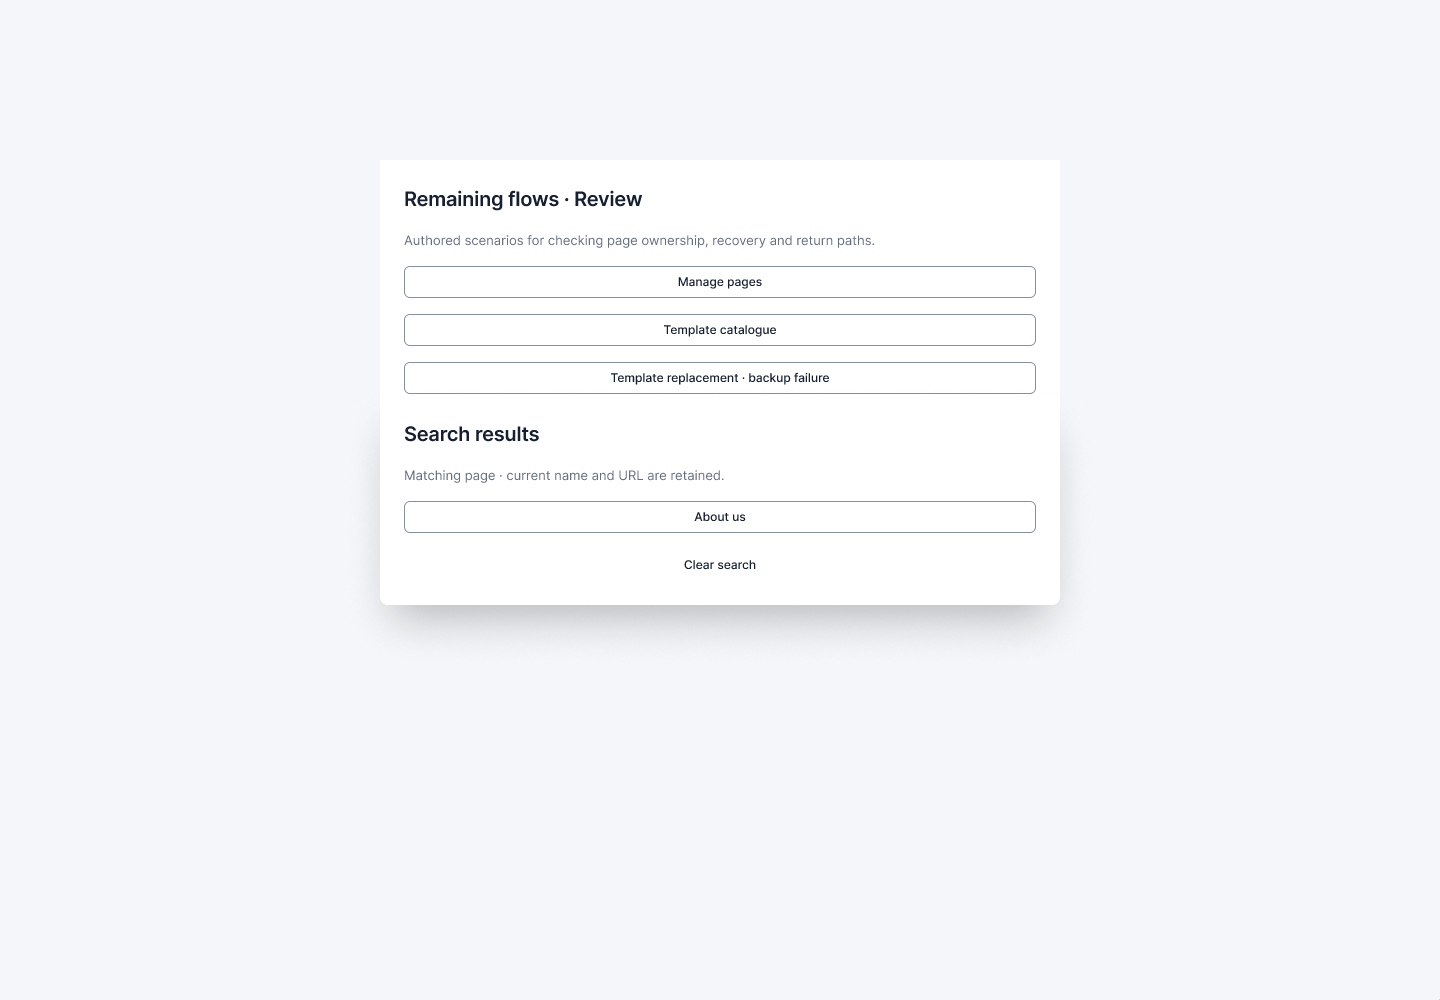 Remaining flows · Review
Authored scenarios for checking page ownership, recovery and return paths.
Manage pages
Template catalogue
Template replacement · backup failure
Search results
Matching page · current name and URL are retained.
About us
Clear search